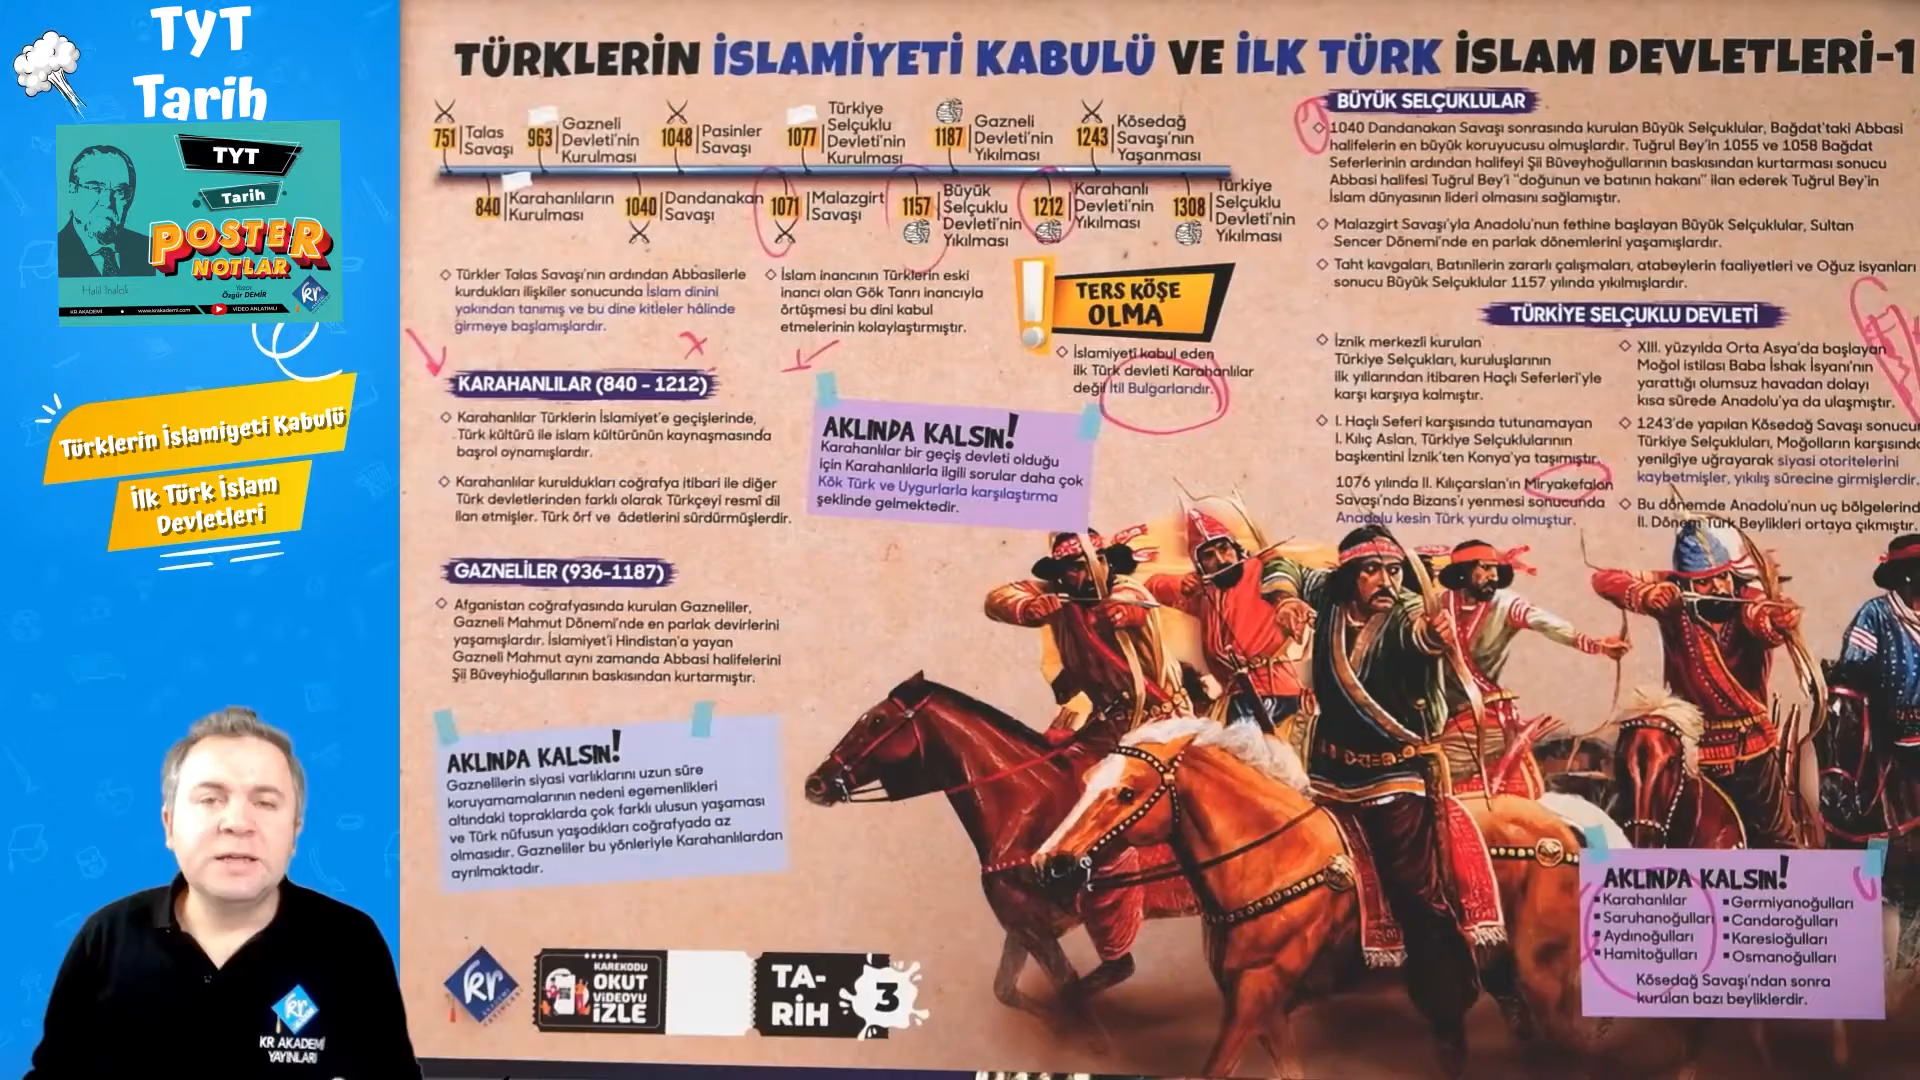 TyT
Tarih
TYT
Tarih
POSTER
NOTLAR
Halil İnalcık
Yazar
Özgür DEMİR
kr
KR AKADEMİ
www.krakademi.com
VİDEO ANLATIMLI
Türklerin İslamiyeti Kabulü
İlk Türk İslam
Devletleri
kr
KR AKADEMİ
YAYINLARI
TÜRKLERİN İSLAMİYETİ KABULÜ VE İLK TÜRK İSLAM DEVLETLERİ-1
751 Talas
Savaşı
963 Gazneli
Devleti'nin
Kurulması
1048 Pasinler
Savaşı
1077 Türkiye
Selçuklu
Devleti'nin
Kurulması
1187 Gazneli
Devleti'nin
Yıkılması
1243 Kösedağ
Savaşı'nın
Yaşanması
840 Karahanlıların
Kurulması
1040 Dandanakan
Savaşı
1071 Malazgirt
Savaşı
1157 Büyük
Selçuklu
Devleti'nin
Yıkılması
1212 Karahanlı
Devleti'nin
Yıkılması
1308 Türkiye
Selçuklu
Devleti'nin
Yıkılması
Türkler Talas Savaşı'nın ardından Abbasilerle
kurdukları ilişkiler sonucunda İslam dinini
yakından tanımış ve bu dine kitleler hâlinde
girmeye başlamışlardır.
İslam inancının Türklerin eski
inancı olan Gök Tanrı inancıyla
örtüşmesi bu dini kabul
etmelerinin kolaylaştırmıştır.
TERS KÖŞE
OLMA
İslamiyeti kabul eden
ilk Türk devleti Karahanlılar
değil İtil Bulgarlarıdır.
KARAHANLILAR (840 - 1212)
Karahanlılar Türklerin İslamiyet'e geçişlerinde,
Türk kültürü ile islam kültürünün kaynaşmasında
başrol oynamışlardır.
Karahanlılar kuruldukları coğrafya itibari ile diğer
Türk devletlerinden farklı olarak Türkçeyi resmî dil
ilan etmişler. Türk örf ve âdetlerini sürdürmüşlerdir.
AKLINDA KALSIN!
Karahanlılar bir geçiş devleti olduğu
için Karahanlılarla ilgili sorular daha çok
Kök Türk ve Uygurlarla karşılaştırma
şeklinde gelmektedir.
GAZNELİLER (936-1187)
Afganistan coğrafyasında kurulan Gazneliler,
Gazneli Mahmut Dönemi'nde en parlak devirlerini
yaşamışlardır. İslamiyet'i Hindistan'a yayan
Gazneli Mahmut aynı zamanda Abbasi halifelerini
Şii Büveyhioğullarının baskısından kurtarmıştır.
AKLINDA KALSIN!
Gaznelilerin siyasi varlıklarını uzun süre
koruyamamalarının nedeni egemenlikleri
altındaki topraklarda çok farklı ulusun yaşaması
ve Türk nüfusun yaşadıkları coğrafyada az
olmasıdır. Gazneliler bu yönleriyle Karahanlılardan
ayrılmaktadır.
BÜYÜK SELÇUKLULAR
1040 Dandanakan Savaşı sonrasında kurulan Büyük Selçuklular, Bağdat'taki Abbasi
halifelerin en büyük koruyucusu olmuşlardır. Tuğrul Bey'in 1055 ve 1058 Bağdat
Seferlerinin ardından halifeyi Şii Büveyhoğullarının baskısından kurtarması sonucu
Abbasi halifesi Tuğrul Bey'i "doğunun ve batının hakanı" ilan ederek Tuğrul Bey'in
İslam dünyasının lideri olmasını sağlamıştır.
Malazgirt Savaşı'yla Anadolu'nun fethine başlayan Büyük Selçuklular, Sultan
Sencer Dönemi'nde en parlak dönemlerini yaşamışlardır.
Taht kavgaları, Batınilerin zararlı çalışmaları, atabeylerin faaliyetleri ve Oğuz isyanları
sonucu Büyük Selçuklular 1157 yılında yıkılmışlardır.
TÜRKİYE SELÇUKLU DEVLETİ
İznik merkezli kurulan
Türkiye Selçukları, kuruluşlarının
ilk yıllarından itibaren Haçlı Seferleri'yle
karşı karşıya kalmıştır.
I. Haçlı Seferi karşısında tutunamayan
I. Kılıç Aslan, Türkiye Selçuklularının
başkentini İznik'ten Konya'ya taşımıştır.
1076 yılında II. Kılıçarslan'ın Miryakefalon
Savaşı'nda Bizans'ı yenmesi sonucunda
Anadolu kesin Türk yurdu olmuştur.
XIII. yüzyılda Orta Asya'da başlayan
Moğol istilası Baba İshak İsyanı'nın
yarattığı olumsuz havadan dolayı
kısa sürede Anadolu'ya da ulaşmıştır.
1243'de yapılan Kösedağ Savaşı sonucu
Türkiye Selçukluları, Moğolların karşısında
yenilgiye uğrayarak siyasi otoritelerini
kaybetmişler, yıkılış sürecine girmişlerdir.
Bu dönemde Anadolu'nun uç bölgelerind
II. Dönem Türk Beylikleri ortaya çıkmıştır.
AKLINDA KALSIN!
Karahanlılar
Saruhanoğulları
Aydınoğulları
Hamitoğulları
Germiyanoğulları
Candaroğulları
Karesioğulları
Osmanoğulları
Kösedağ Savaşı'ndan sonra
kurulan bazı beyliklerdir.
kr
KAREKODU
OKUT
VİDEOYU
İZLE
TA-
RİH
3